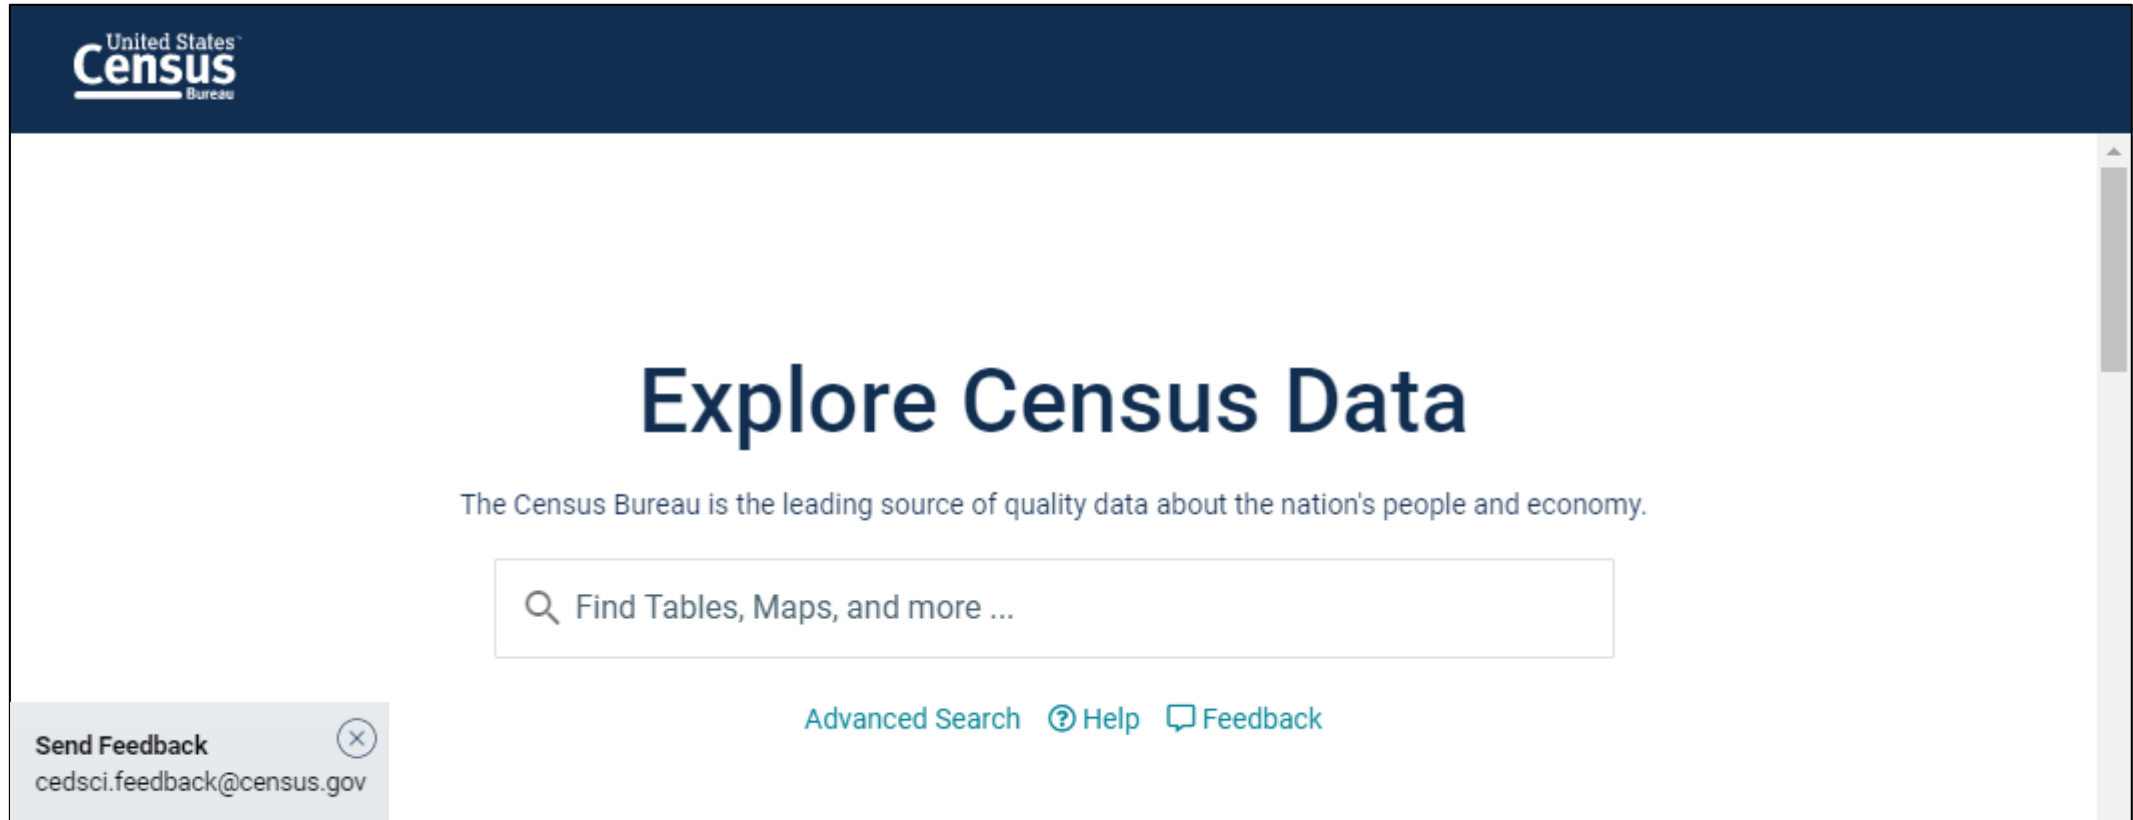 United States™
Census
Bureau
Explore Census Data
The Census Bureau is the leading source of quality data about the nation's people and economy.
Find Tables, Maps, and more ...
Advanced Search Help Feedback
Send Feedback
cedsci.feedback@census.gov